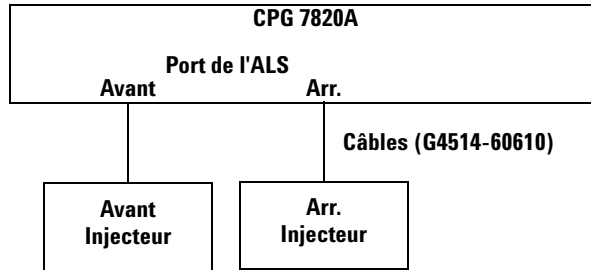 CPG 7820A
Port de l'ALS
Avant Arr.
Câbles (G4514-60610)
Avant
Injecteur
Arr.
Injecteur